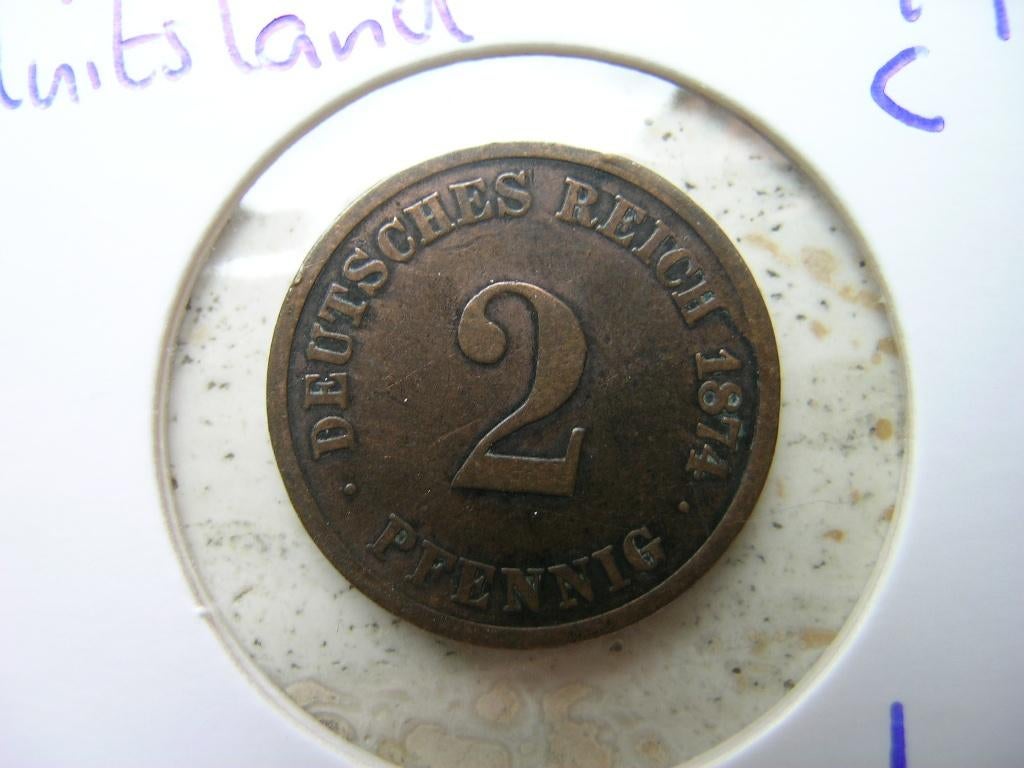 uitsland
C
DEUTSCHES REICH 1874 .
. PFENNIG
2